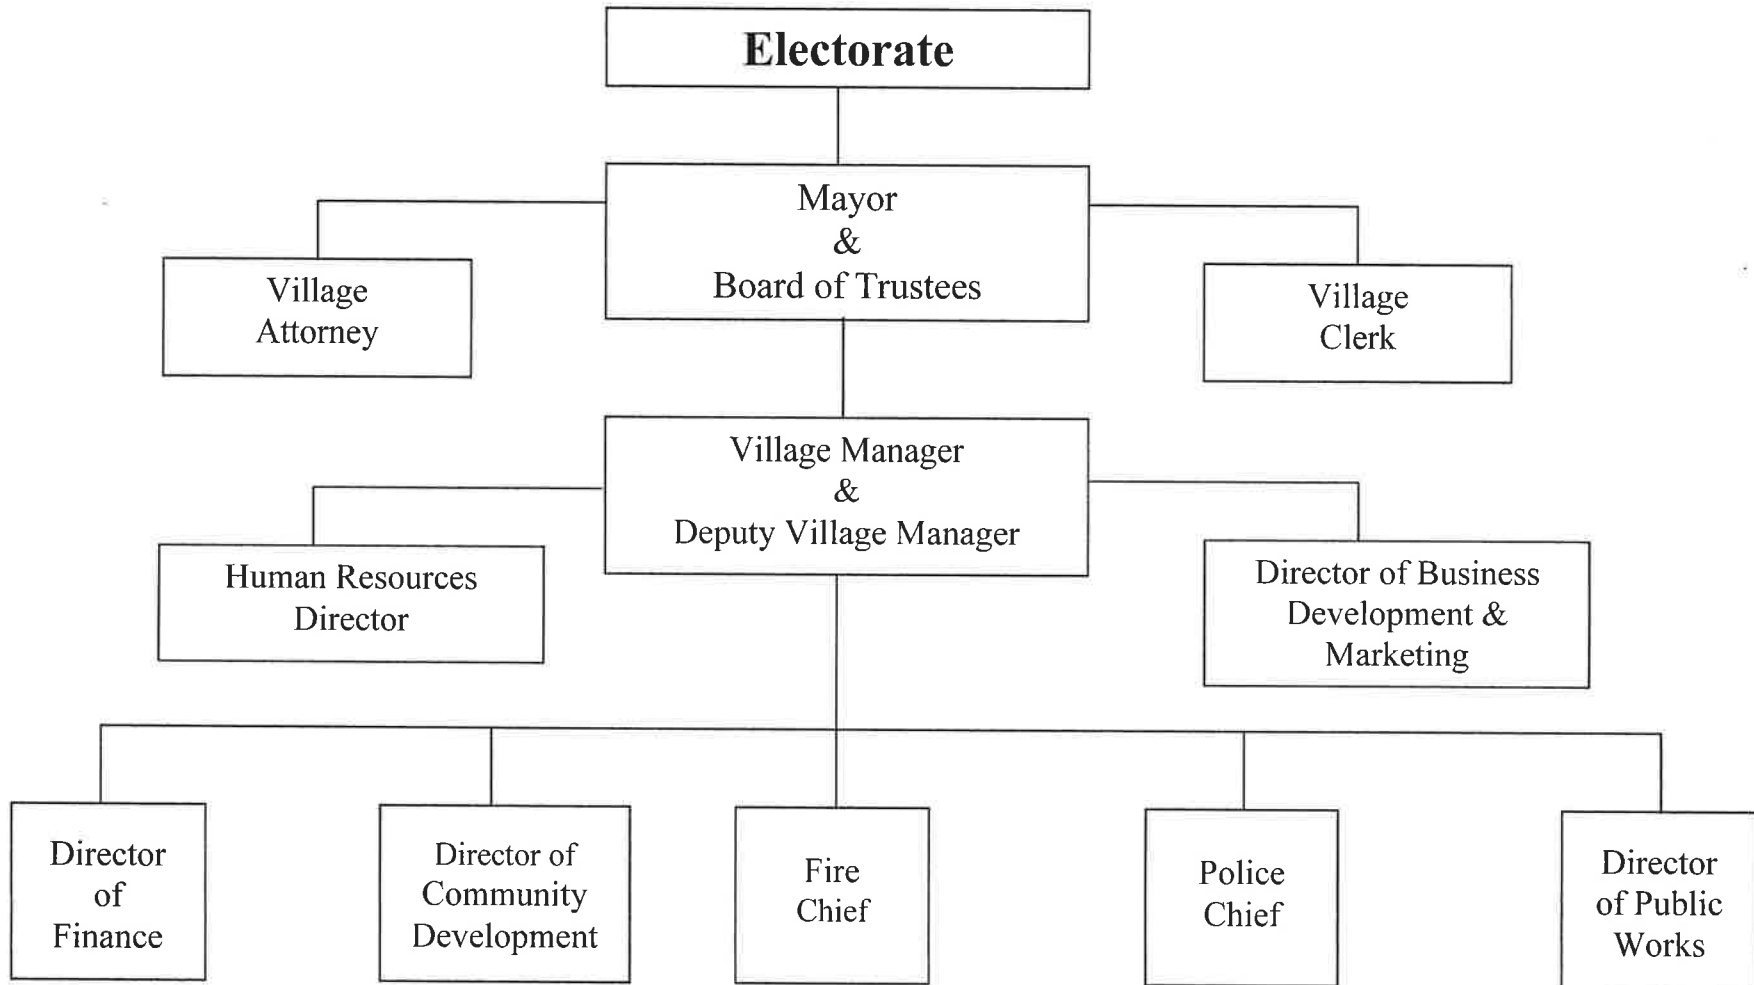 Electorate
Mayor
&
Board of Trustees
Village
Attorney
Village
Clerk
Village Manager
&
Deputy Village Manager
Human Resources
Director
Director of Business
Development &
Marketing
Director
of
Finance
Director of
Community
Development
Fire
Chief
Police
Chief
Director
of Public
Works